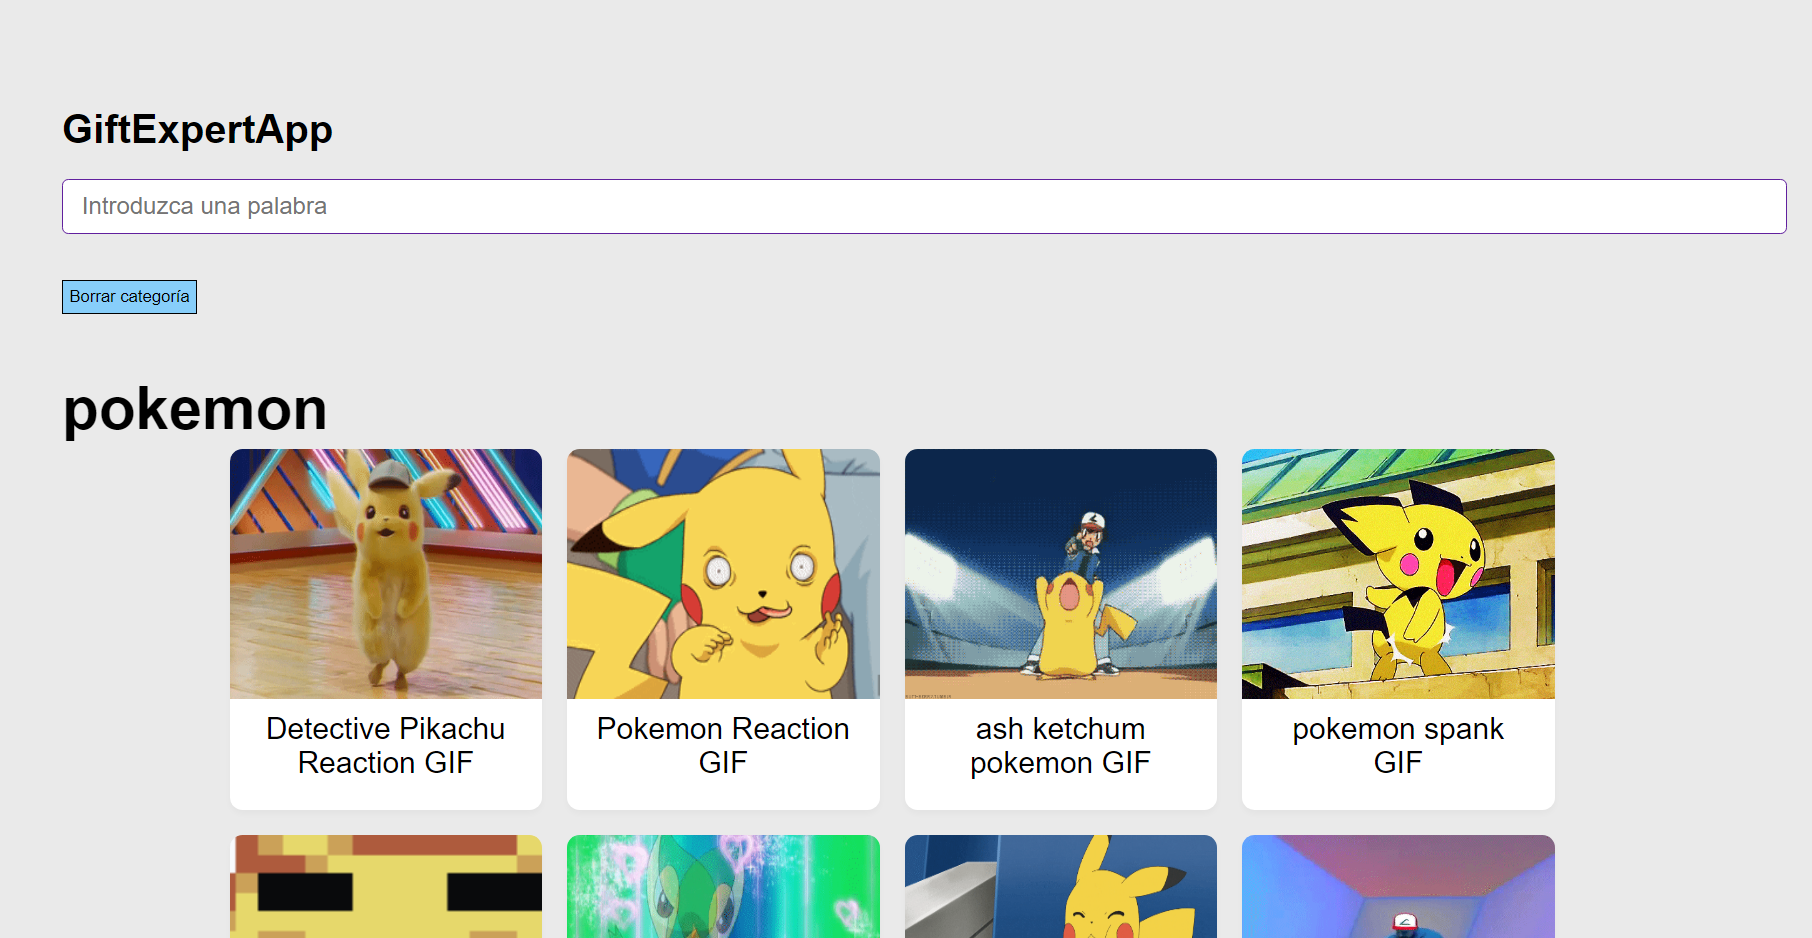 GiftExpertApp
Introduzca una palabra
Borrar categoría
pokemon
Detective Pikachu
Reaction GIF
Pokemon Reaction
GIF
ash ketchum
pokemon GIF
pokemon spank
GIF